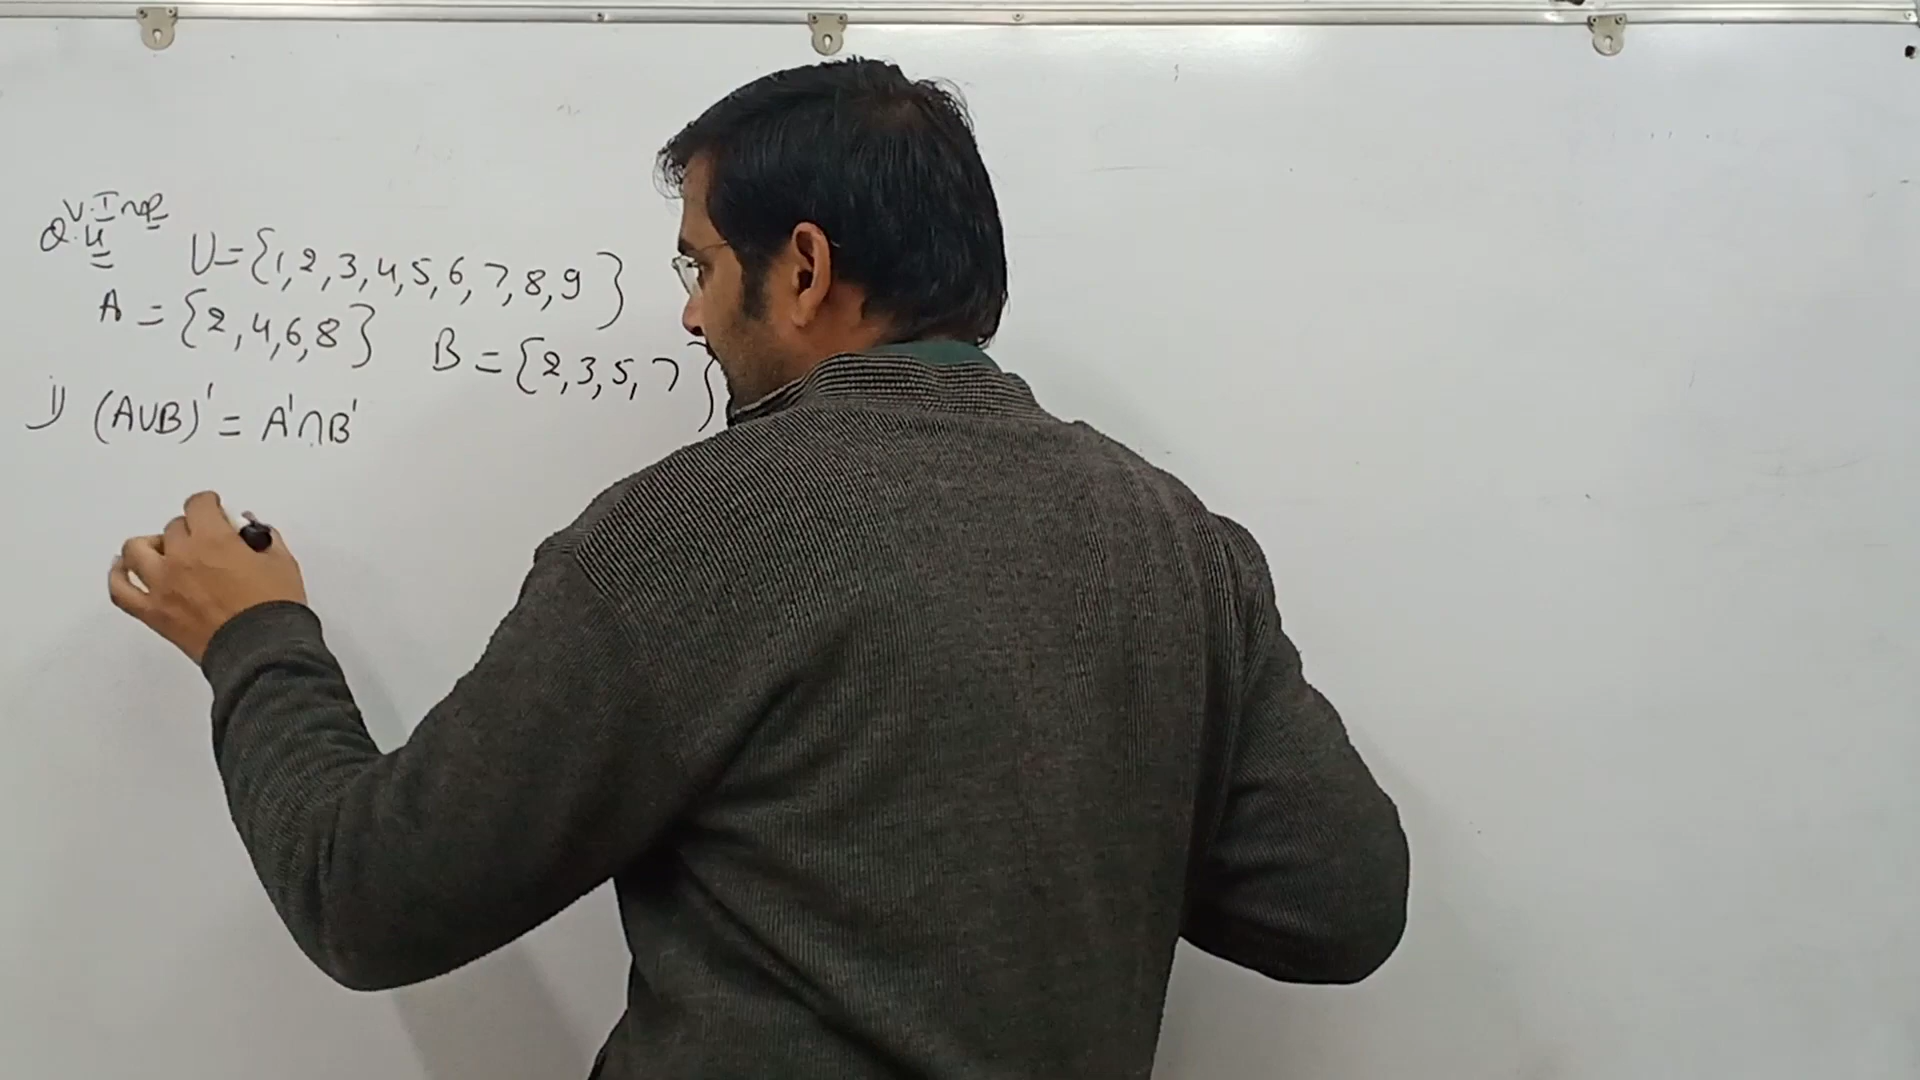 V. Imp
Q.4 U={1,2,3,4,5,6,7,8,9}
A = {2,4,6,8} B = {2,3,5,7}
i) (A∪B)' = A'∩B'